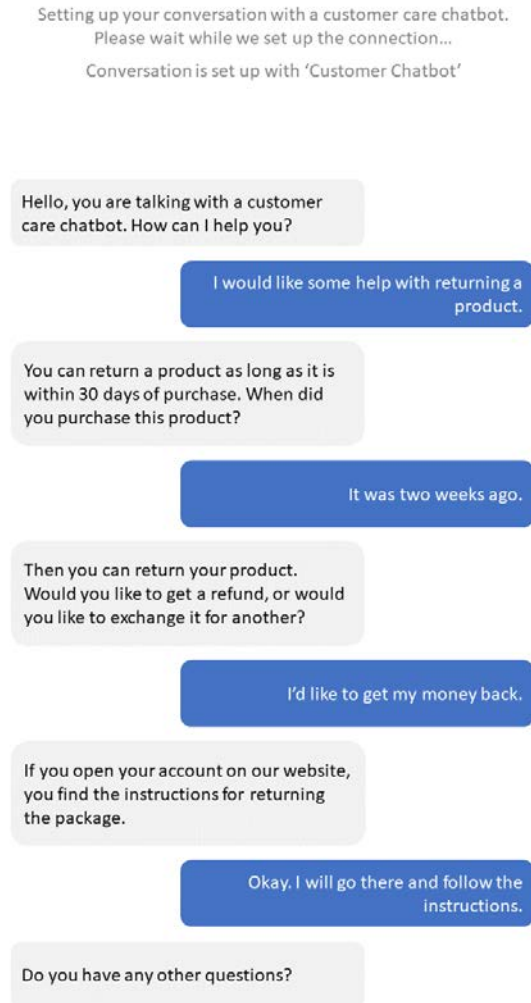 Setting up your conversation with a customer care chatbot.
Please wait while we set up the connection...
Conversation is set up with ‘Customer Chatbot’
Hello, you are talking with a customer
care chatbot. How can I help you?
I would like some help with returning a
product.
You can return a product as long as it is
within 30 days of purchase. When did
you purchase this product?
It was two weeks ago.
Then you can return your product.
Would you like to get a refund, or would
you like to exchange it for another?
I’d like to get my money back.
If you open your account on our website,
you find the instructions for returning
the package.
Okay. I will go there and follow the
instructions.
Do you have any other questions?